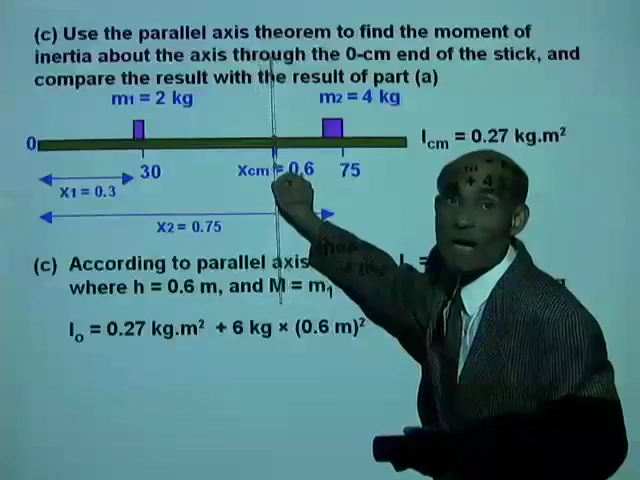 (c) Use the parallel axis theorem to find the moment of
inertia about the axis through the 0-cm end of the stick, and
compare the result with the result of part (a)
m₁ = 2 kg
m₂ = 4 kg
0
I_cm = 0.27 kg.m²
30
Xcm = 0.6
75
X1 = 0.3
X2 = 0.75
(c) According to parallel axis
where h = 0.6 m, and M = m₁
I_o = 0.27 kg.m² + 6 kg × (0.6 m)²